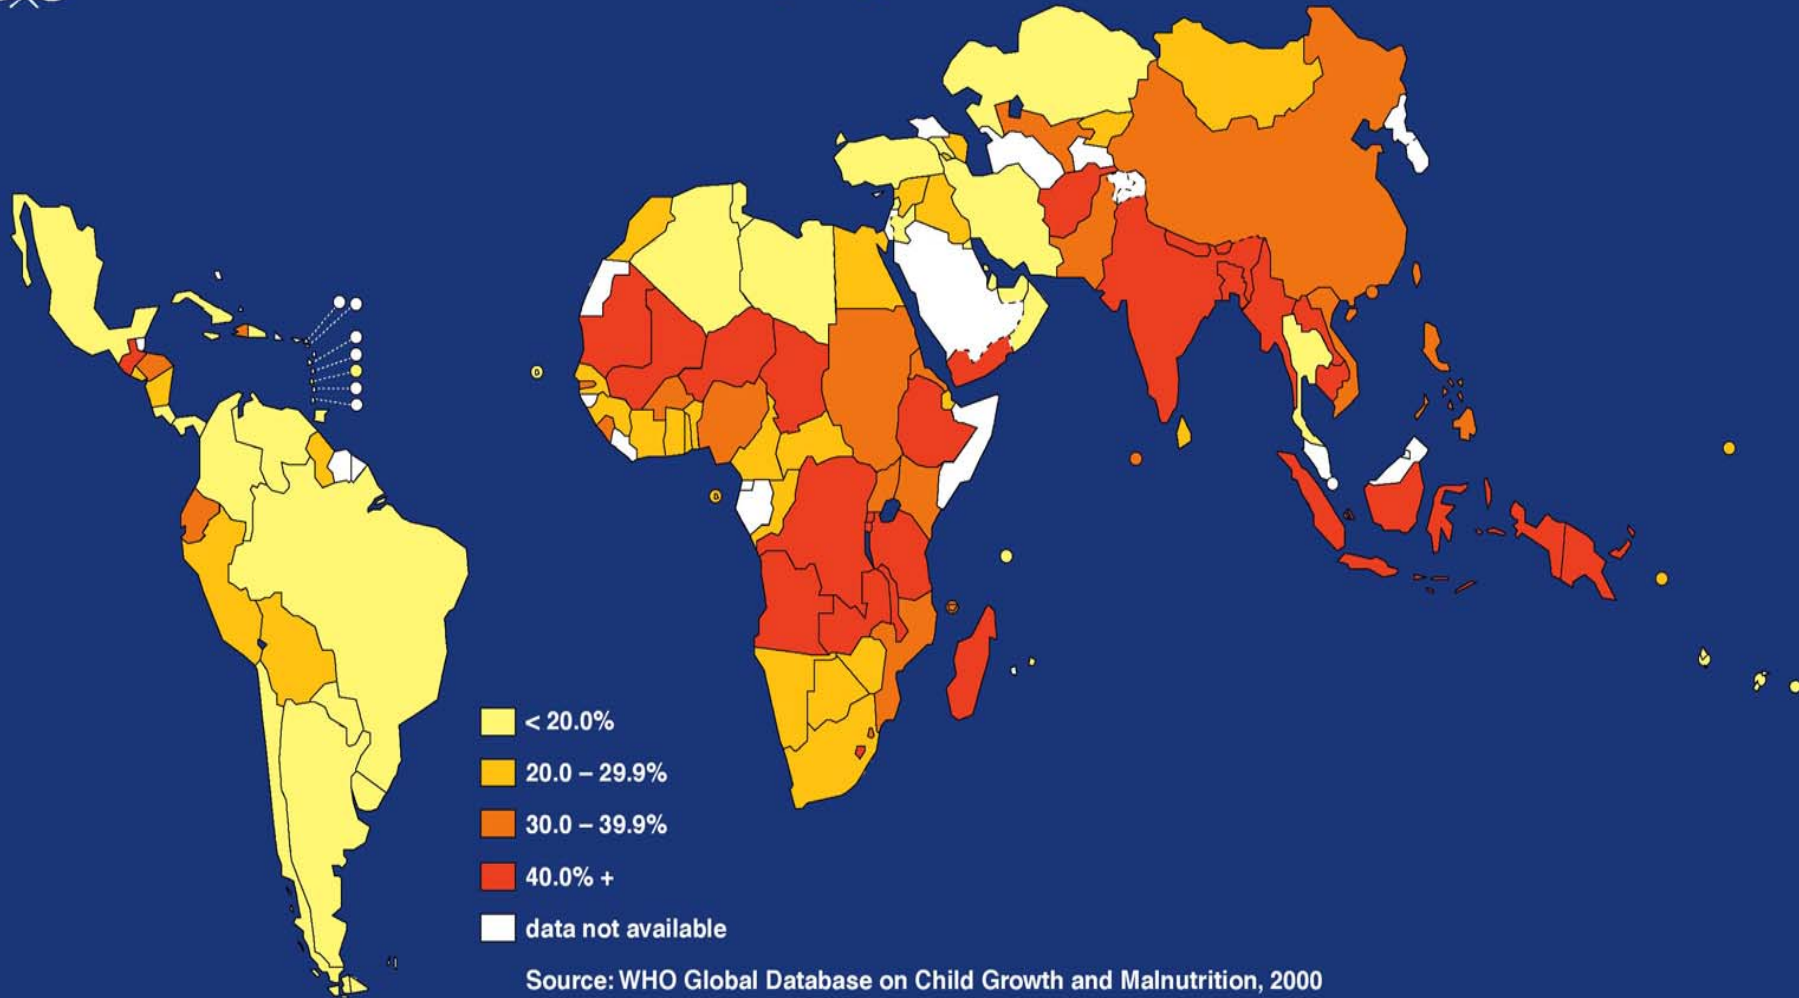 < 20.0%
20.0 – 29.9%
30.0 – 39.9%
40.0% +
data not available
Source: WHO Global Database on Child Growth and Malnutrition, 2000